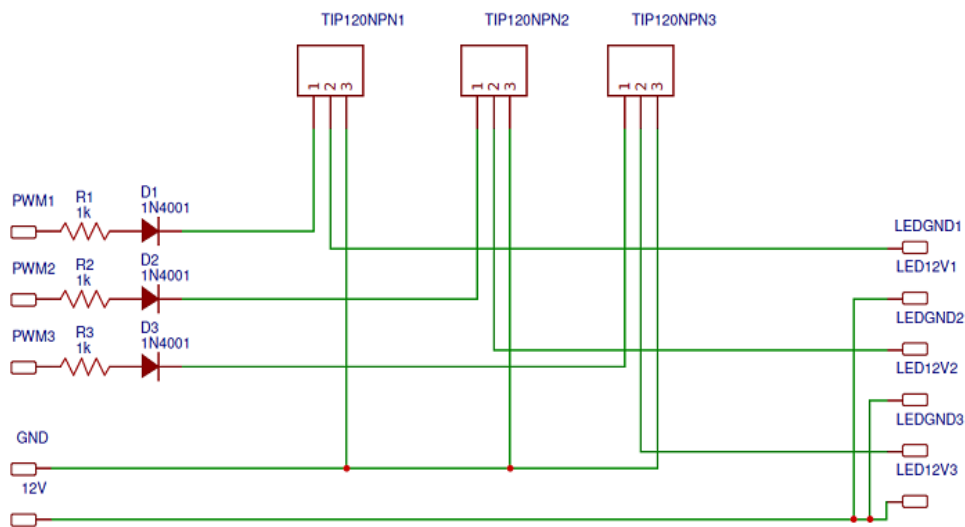 TIP120NPN1
TIP120NPN2
TIP120NPN3
1 2 3
1 2 3
1 2 3
PWM1
R1
1k
D1
1N4001
PWM2
R2
1k
D2
1N4001
PWM3
R3
1k
D3
1N4001
GND
12V
LEDGND1
LED12V1
LEDGND2
LED12V2
LEDGND3
LED12V3